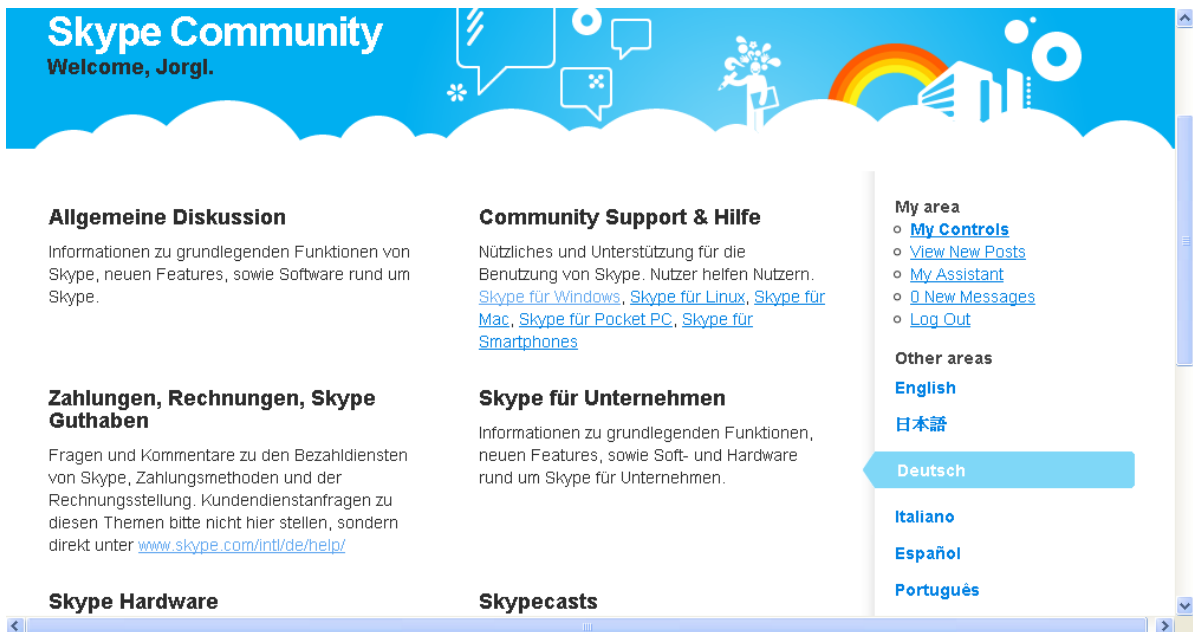 Skype Community
Welcome, Jorgl.
Allgemeine Diskussion
Informationen zu grundlegenden Funktionen von
Skype, neuen Features, sowie Software rund um
Skype.
Community Support & Hilfe
Nützliches und Unterstützung für die
Benutzung von Skype. Nutzer helfen Nutzern.
Skype für Windows, Skype für Linux, Skype für
Mac, Skype für Pocket PC, Skype für
Smartphones
Zahlungen, Rechnungen, Skype
Guthaben
Fragen und Kommentare zu den Bezahldiensten
von Skype, Zahlungsmethoden und der
Rechnungsstellung. Kundendienstanfragen zu
diesen Themen bitte nicht hier stellen, sondern
direkt unter www.skype.com/intl/de/help/
Skype für Unternehmen
Informationen zu grundlegenden Funktionen,
neuen Features, sowie Soft- und Hardware
rund um Skype für Unternehmen.
Skype Hardware
Skypecasts
My area
My Controls
View New Posts
My Assistant
0 New Messages
Log Out
Other areas
English
日本語
Deutsch
Italiano
Español
Português